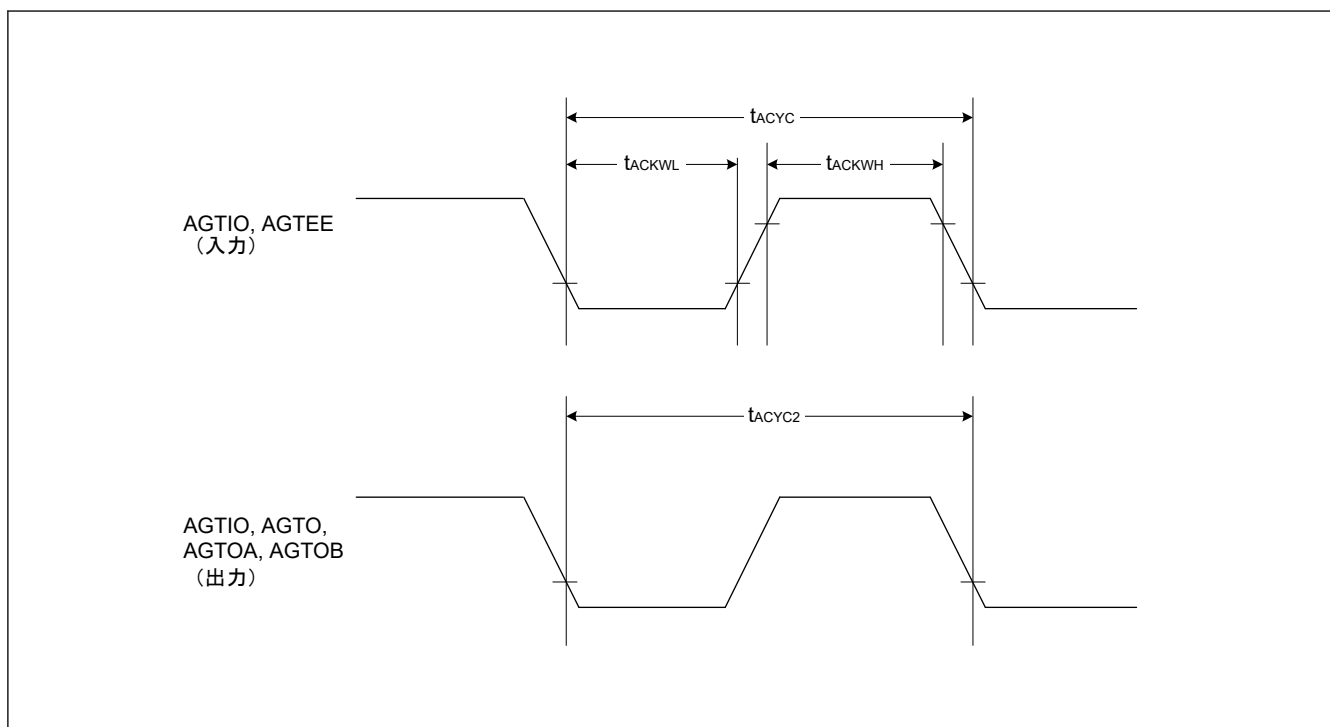 tACYC
tACKWL
tACKWH
AGTIO, AGTEE
（入力）
tACYC2
AGTIO, AGTO,
AGTOA, AGTOB
（出力）